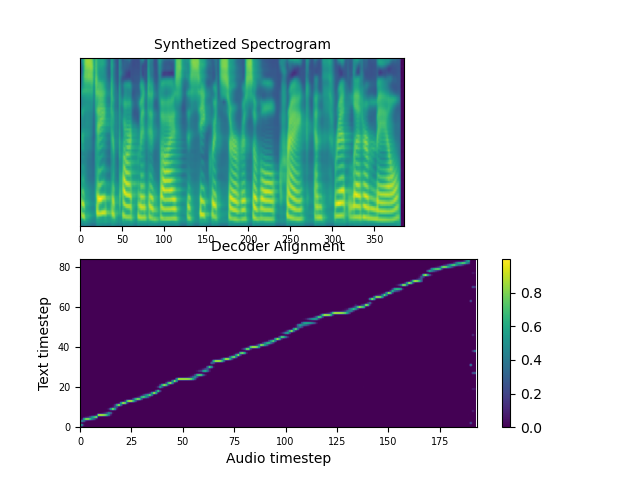 Synthetized Spectrogram
0 50 100 150 200 250 300 350
Decoder Alignment
80
60
40
20
0
Text timestep
0 25 50 75 100 125 150 175
Audio timestep
0.8
0.6
0.4
0.2
0.0